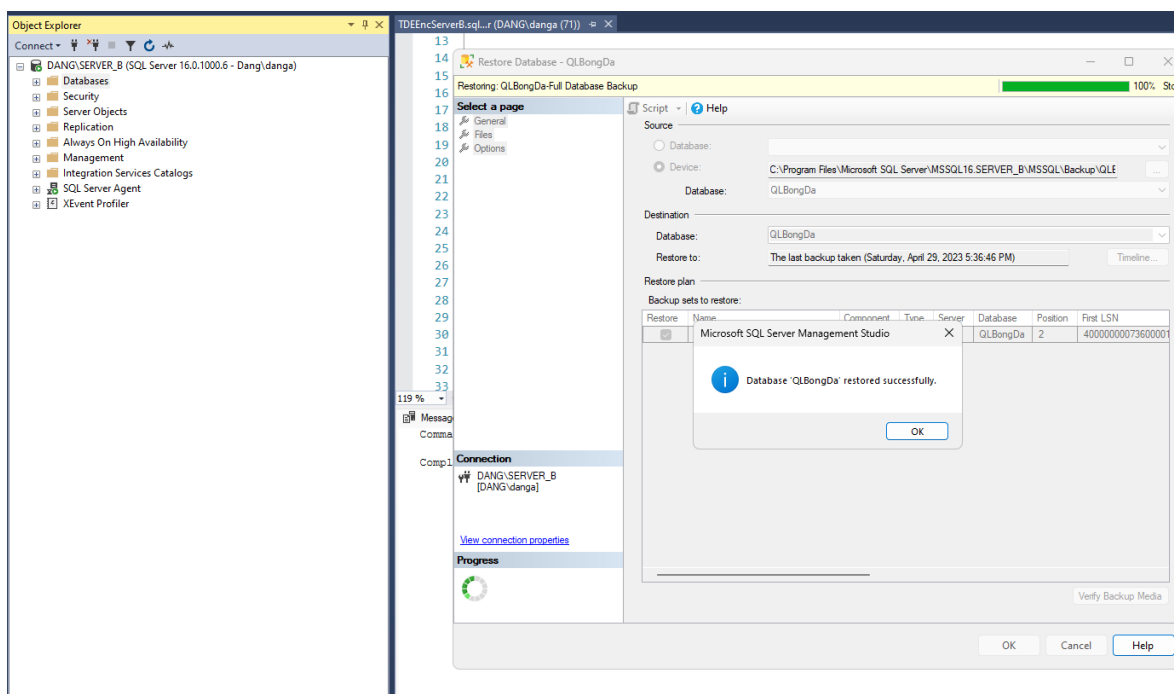 Object Explorer
Connect
DANG\SERVER_B (SQL Server 16.0.1000.6 - Dang\danga)
Databases
Security
Server Objects
Replication
Always On High Availability
Management
Integration Services Catalogs
SQL Server Agent
XEvent Profiler
TDEEncServerB.sql...r (DANG\danga (71))
13
14
15
16
17
18
19
20
21
22
23
24
25
26
27
28
29
30
31
32
33
119 %
Messag
Comma
Compl
Restore Database - QLBongDa
Restoring: QLBongDa-Full Database Backup
100%
Select a page
General
Files
Options
Script
Help
Source
Database:
Device:
C:\Program Files\Microsoft SQL Server\MSSQL16.SERVER_B\MSSQL\Backup\QLE
...
Database:
QLBongDa
Destination
Database:
QLBongDa
Restore to:
The last backup taken (Saturday, April 29, 2023 5:36:46 PM)
Timeline...
Restore plan
Backup sets to restore:
Restore Name Component Type Server Database Position First LSN
QLBongDa 2 40000000073600001
Microsoft SQL Server Management Studio
Database 'QLBongDa' restored successfully.
OK
Connection
DANG\SERVER_B
[DANG\danga]
View connection properties
Progress
Verify Backup Media
OK
Cancel
Help